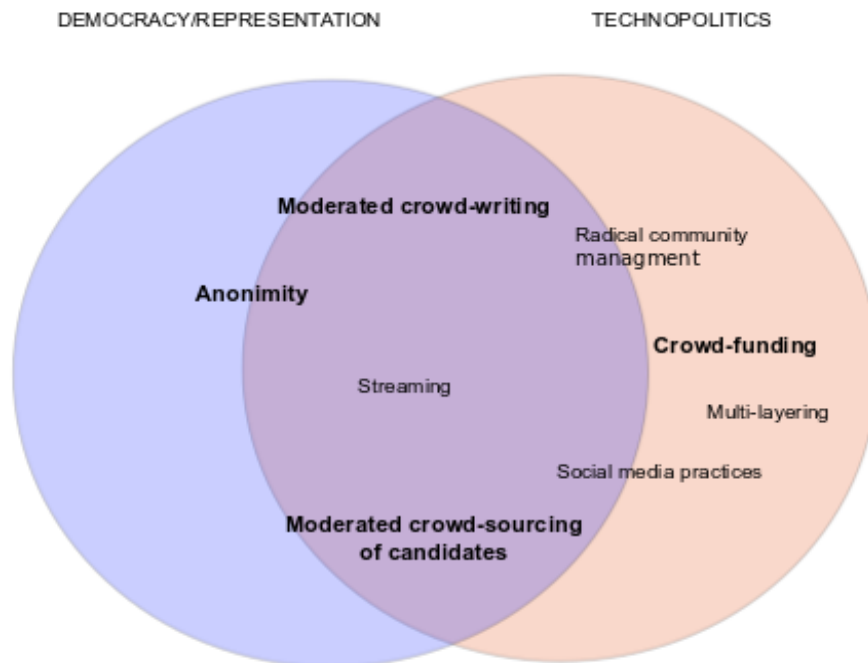 DEMOCRACY/REPRESENTATION
TECHNOPOLITICS
Moderated crowd-writing
Radical community
managment
Anonimity
Crowd-funding
Streaming
Multi-layering
Social media practices
Moderated crowd-sourcing
of candidates